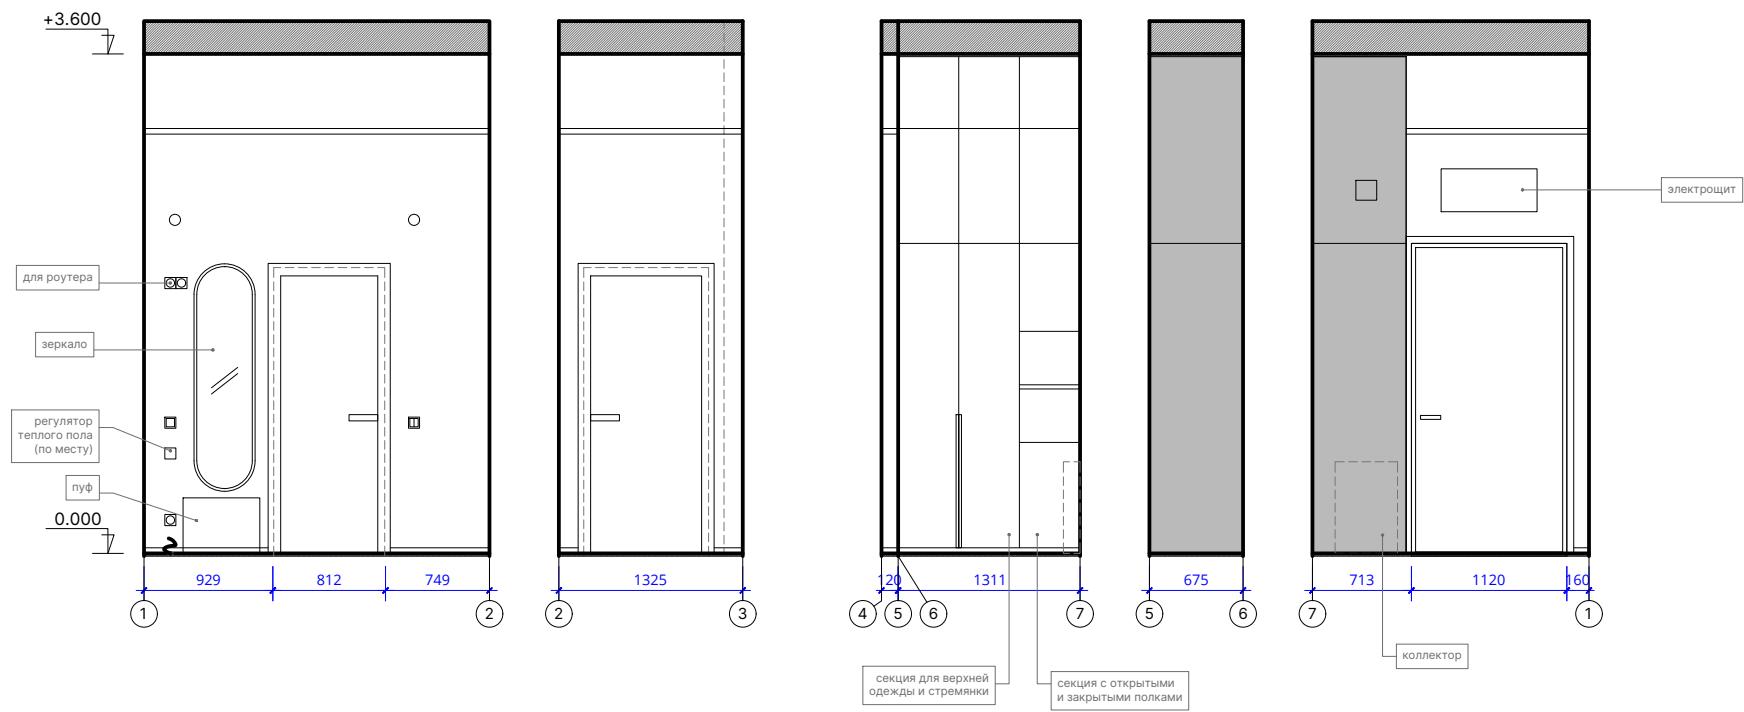 +3.600
для роутера
зеркало
регулятор
теплого пола
(по месту)
пуф
0.000
929
812
749
1
2
1325
2
3
120
1311
4
5
6
7
секция для верхней
одежды и стремянки
секция с открытыми
и закрытыми полками
675
5
6
электрощит
713
1120
160
7
1
коллектор